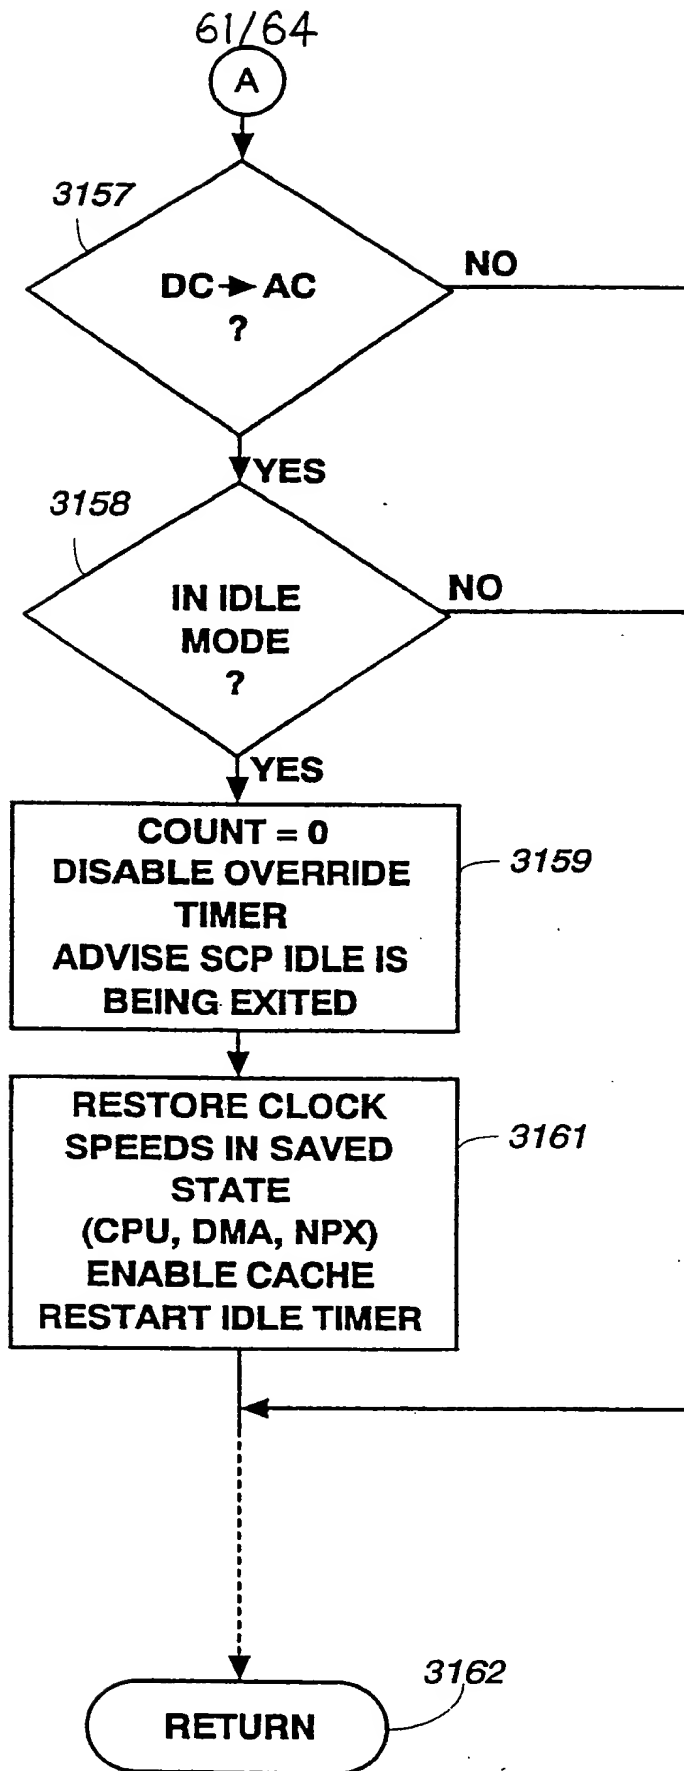 61/64
A
3157
DC→AC
?
NO
YES
3158
IN IDLE
MODE
?
NO
YES
COUNT = 0
DISABLE OVERRIDE
TIMER
ADVISE SCP IDLE IS
BEING EXITED
3159
RESTORE CLOCK
SPEEDS IN SAVED
STATE
(CPU, DMA, NPX)
ENABLE CACHE
RESTART IDLE TIMER
3161
3162
RETURN